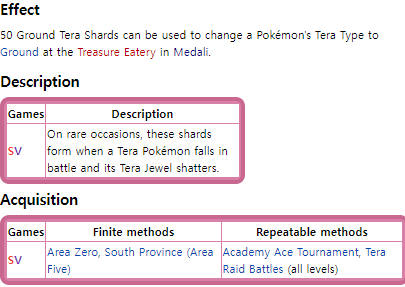 Effect
50 Ground Tera Shards can be used to change a Pokémon's Tera Type to
Ground at the Treasure Eatery in Medali.
Description
Games Description
On rare occasions, these shards
SV form when a Tera Pokémon falls in
battle and its Tera Jewel shatters.
Acquisition
Games Finite methods Repeatable methods
SV Area Zero, South Province (Area Academy Ace Tournament, Tera
Five) Raid Battles (all levels)